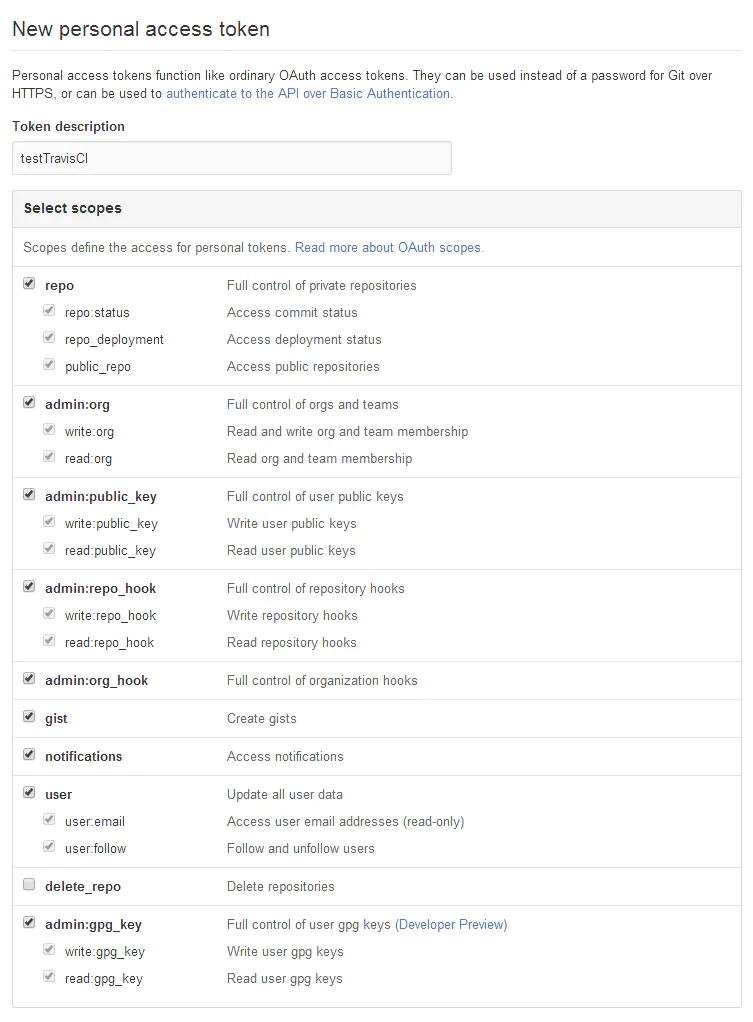 New personal access token
Personal access tokens function like ordinary OAuth access tokens. They can be used instead of a password for Git over
HTTPS, or can be used to authenticate to the API over Basic Authentication.
Token description
testTravisCI
Select scopes
Scopes define the access for personal tokens. Read more about OAuth scopes.
repo Full control of private repositories
repo:status Access commit status
repo_deployment Access deployment status
public_repo Access public repositories
admin:org Full control of orgs and teams
write:org Read and write org and team membership
read:org Read org and team membership
admin:public_key Full control of user public keys
write:public_key Write user public keys
read:public_key Read user public keys
admin:repo_hook Full control of repository hooks
write:repo_hook Write repository hooks
read:repo_hook Read repository hooks
admin:org_hook Full control of organization hooks
gist Create gists
notifications Access notifications
user Update all user data
user:email Access user email addresses (read-only)
user:follow Follow and unfollow users
delete_repo Delete repositories
admin:gpg_key Full control of user gpg keys (Developer Preview)
write:gpg_key Write user gpg keys
read:gpg_key Read user gpg keys